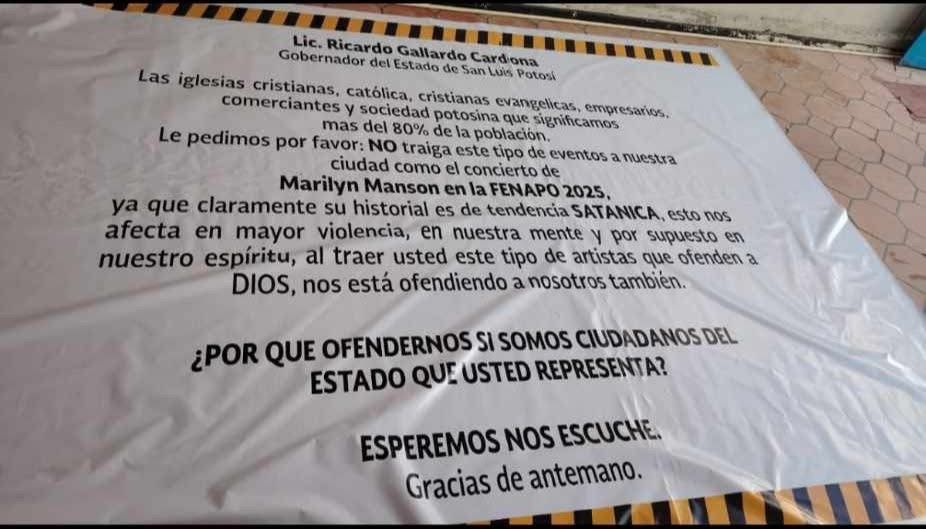 Lic. Ricardo Gallardo Cardona
Gobernador del Estado de San Luis Potosí
Las iglesias cristianas, católica, cristianas evangelicas, empresarios,
comerciantes y sociedad potosina que significamos
mas del 80% de la población..
Le pedimos por favor: NO traiga este tipo de eventos a nuestra
ciudad como el concierto de
Marilyn Manson en la FENAPO 2025,
ya que claramente su historial es de tendencia SATANICA, esto nos
afecta en mayor violencia, en nuestra mente y por supuesto en
nuestro espíritu, al traer usted este tipo de artistas que ofenden a
DIOS, nos está ofendiendo a nosotros también.
¿POR QUE OFENDERNOS SI SOMOS CIUDADANOS DEL
ESTADO QUE USTED REPRESENTA?
ESPEREMOS NOS ESCUCHE.
Gracias de antemano.